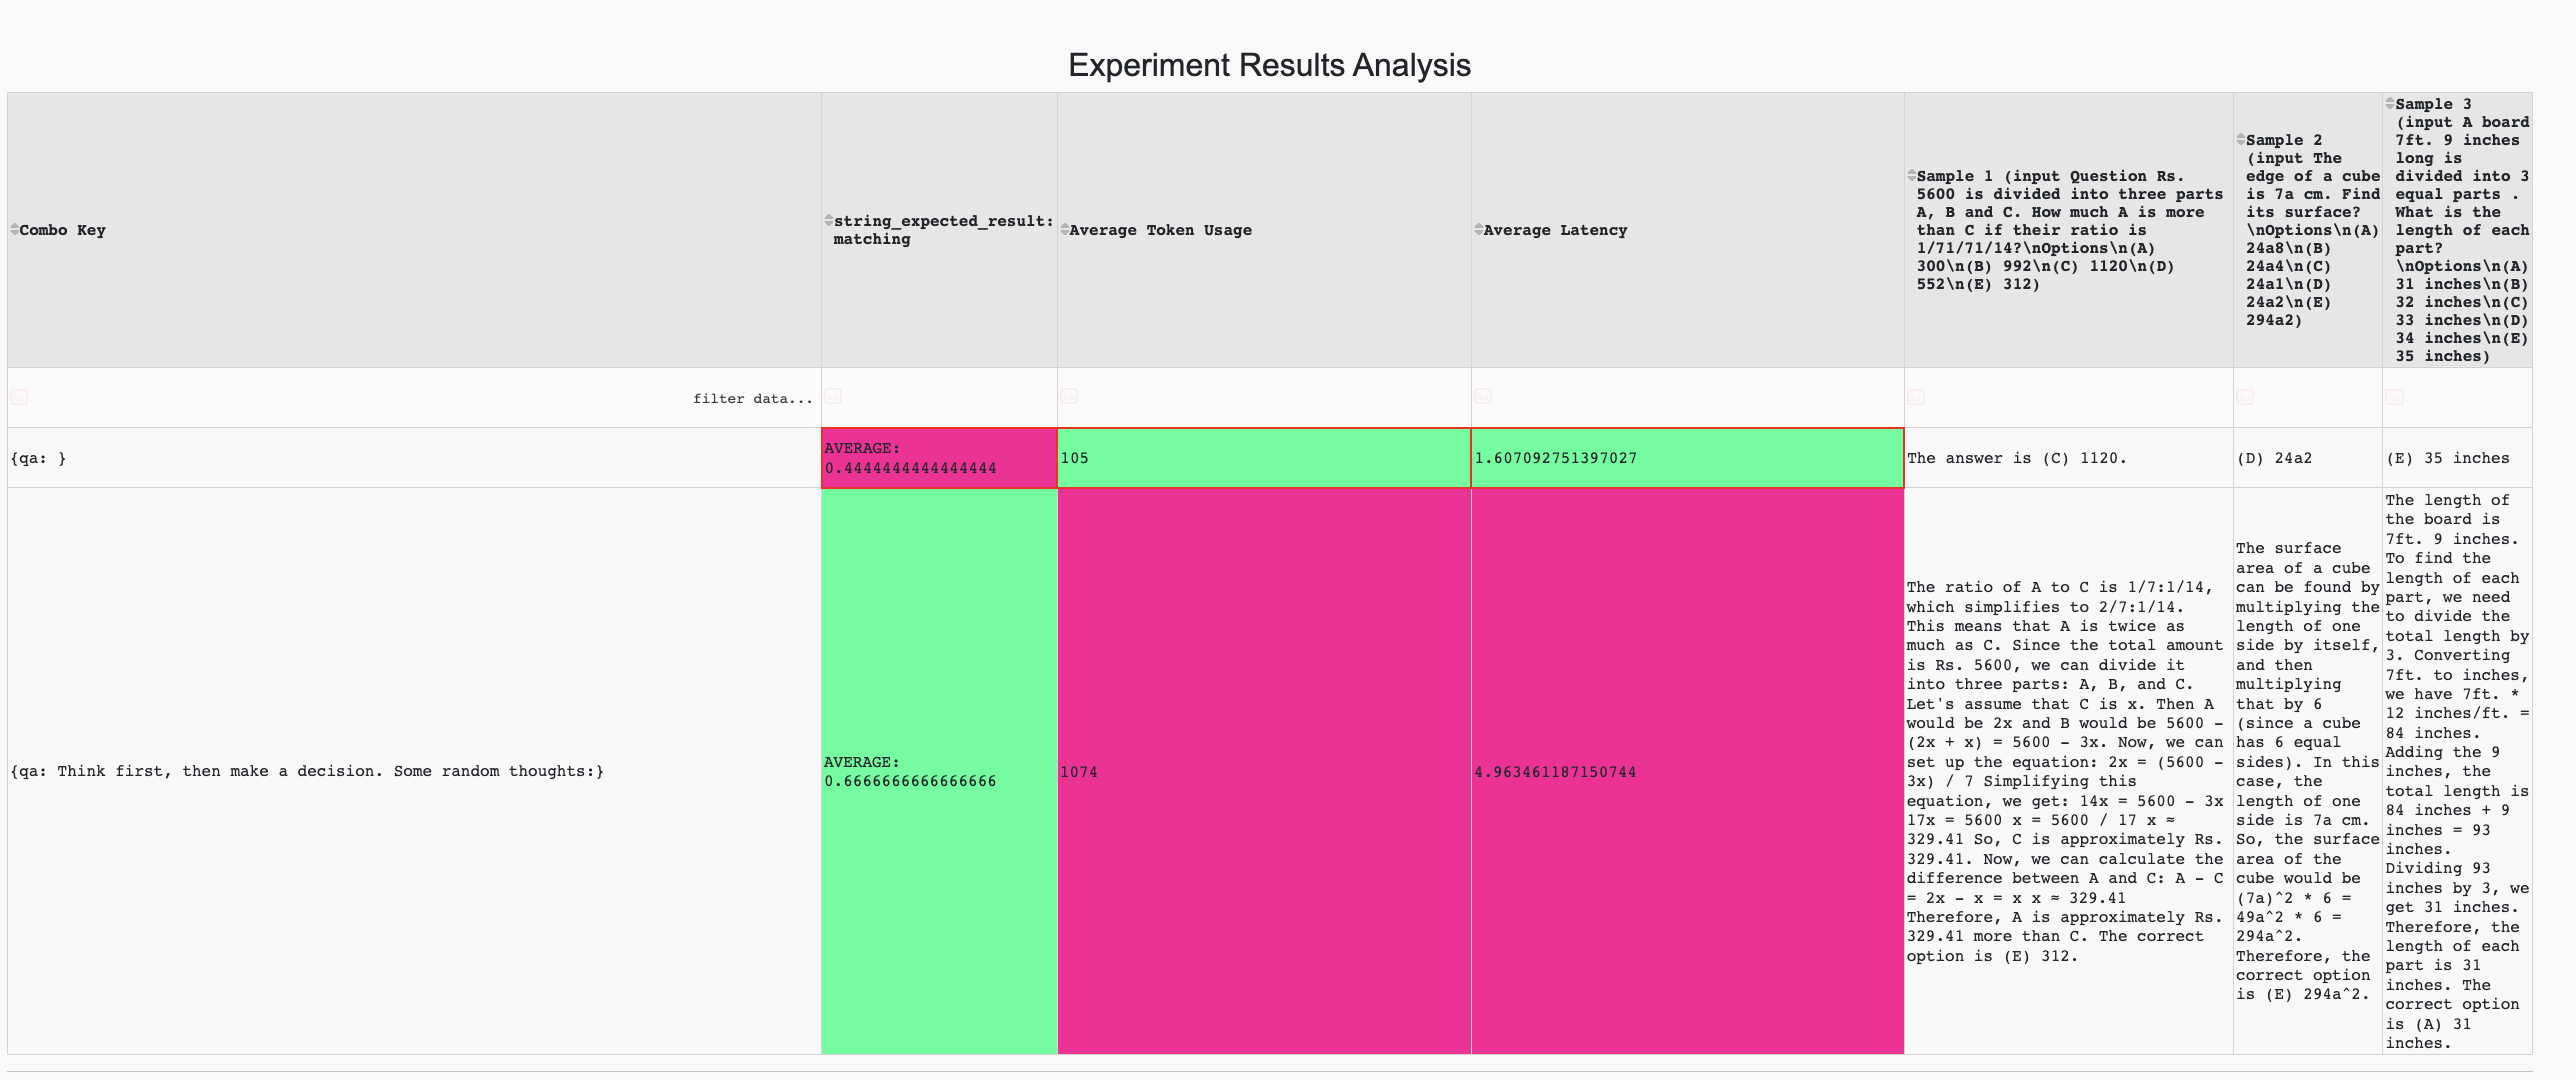 Experiment Results Analysis
Combo Key
string_expected_result:
matching
Average Token Usage
Average Latency
Sample 1 (input Question Rs.
5600 is divided into three parts
A, B and C. How much A is more
than C if their ratio is
1/71/71/14?\nOptions\n(A)
300\n(B) 992\n(C) 1120\n(D)
552\n(E) 312)
Sample 2
(input The
edge of a cube
is 7a cm. Find
its surface?
\nOptions\n(A)
24a8\n(B)
24a4\n(C)
24a1\n(D)
24a2\n(E)
294a2)
Sample 3
(input A board
7ft. 9 inches
long is
divided into 3
equal parts .
What is the
length of each
part?
\nOptions\n(A)
31 inches\n(B)
32 inches\n(C)
33 inches\n(D)
34 inches\n(E)
35 inches)
filter data...
{qa: }
AVERAGE:
0.4444444444444444
105
1.607092751397027
The answer is (C) 1120.
(D) 24a2
(E) 35 inches
{qa: Think first, then make a decision. Some random thoughts:}
AVERAGE:
0.6666666666666666
1074
4.963461187150744
The ratio of A to C is 1/7:1/14,
which simplifies to 2/7:1/14.
This means that A is twice as
much as C. Since the total amount
is Rs. 5600, we can divide it
into three parts: A, B, and C.
Let's assume that C is x. Then A
would be 2x and B would be 5600 -
(2x + x) = 5600 - 3x. Now, we can
set up the equation: 2x = (5600 -
3x) / 7 Simplifying this
equation, we get: 14x = 5600 - 3x
17x = 5600 x = 5600 / 17 x ≈
329.41 So, C is approximately Rs.
329.41. Now, we can calculate the
difference between A and C: A - C
= 2x - x = x x ≈ 329.41
Therefore, A is approximately Rs.
329.41 more than C. The correct
option is (E) 312.
The surface
area of a cube
can be found by
multiplying the
length of one
side by itself,
and then
multiplying
that by 6
(since a cube
has 6 equal
sides). In this
case, the
length of one
side is 7a cm.
So, the surface
area of the
cube would be
(7a)^2 * 6 =
49a^2 * 6 =
294a^2.
Therefore, the
correct option
is (E) 294a^2.
The length of
the board is
7ft. 9 inches.
To find the
length of each
part, we need
to divide the
total length by
3. Converting
7ft. to inches,
we have 7ft. *
12 inches/ft. =
84 inches.
Adding the 9
inches, the
total length is
84 inches + 9
inches = 93
inches.
Dividing 93
inches by 3, we
get 31 inches.
Therefore, the
length of each
part is 31
inches. The
correct option
is (A) 31
inches.